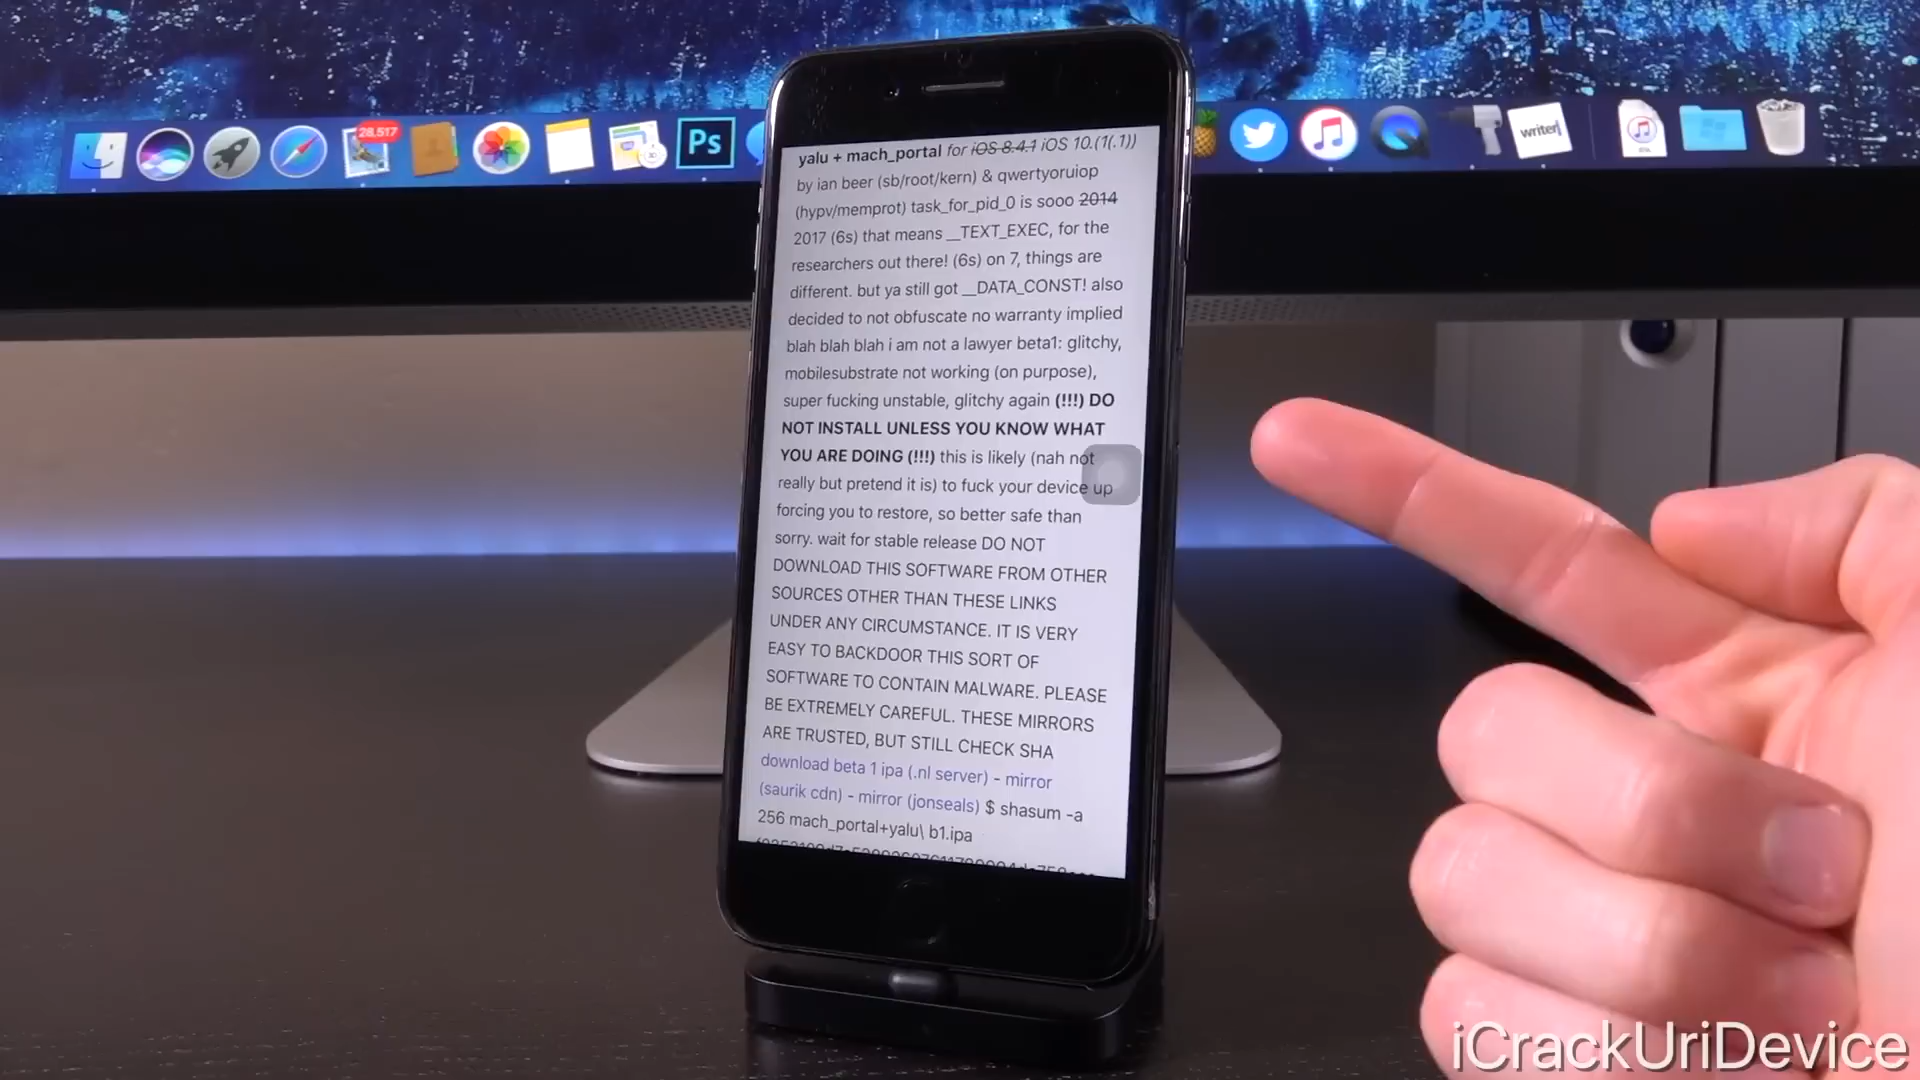 28,517
Ps
writer
yalu + mach_portal for iOS 8.4.1 iOS 10.(1(.1))
by ian beer (sb/root/kern) & qwertyoruiop
(hypv/memprot) task_for_pid_0 is sooo 2014
2017 (6s) that means __TEXT_EXEC, for the
researchers out there! (6s) on 7, things are
different. but ya still got __DATA_CONST! also
decided to not obfuscate no warranty implied
blah blah blah i am not a lawyer beta1: glitchy,
mobilesubstrate not working (on purpose),
super fucking unstable, glitchy again (!!!) DO
NOT INSTALL UNLESS YOU KNOW WHAT
YOU ARE DOING (!!!) this is likely (nah not
really but pretend it is) to fuck your device up
forcing you to restore, so better safe than
sorry. wait for stable release DO NOT
DOWNLOAD THIS SOFTWARE FROM OTHER
SOURCES OTHER THAN THESE LINKS
UNDER ANY CIRCUMSTANCE. IT IS VERY
EASY TO BACKDOOR THIS SORT OF
SOFTWARE TO CONTAIN MALWARE. PLEASE
BE EXTREMELY CAREFUL. THESE MIRRORS
ARE TRUSTED, BUT STILL CHECK SHA
download beta 1 ipa (.nl server) - mirror
(saurik cdn) - mirror (jonseals) $ shasum -a
256 mach_portal+yalu\ b1.ipa
iCrackUriDevice